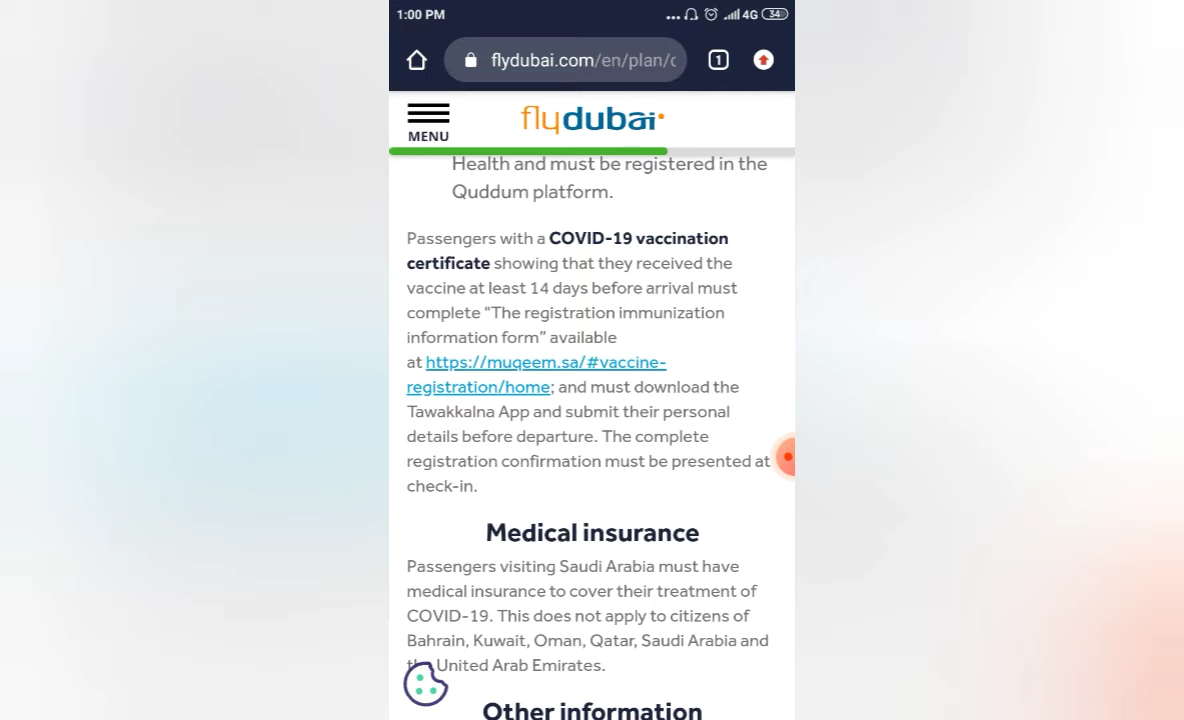 1:00 PM
4G 34
flydubai.com/en/plan/c
1
MENU
flydubai
Health and must be registered in the
Quddum platform.
Passengers with a COVID-19 vaccination
certificate showing that they received the
vaccine at least 14 days before arrival must
complete "The registration immunization
information form” available
at https://muqeem.sa/#vaccine-
registration/home; and must download the
Tawakkalna App and submit their personal
details before departure. The complete
registration confirmation must be presented at
check-in.
Medical insurance
Passengers visiting Saudi Arabia must have
medical insurance to cover their treatment of
COVID-19. This does not apply to citizens of
Bahrain, Kuwait, Oman, Qatar, Saudi Arabia and
the United Arab Emirates.
Other information